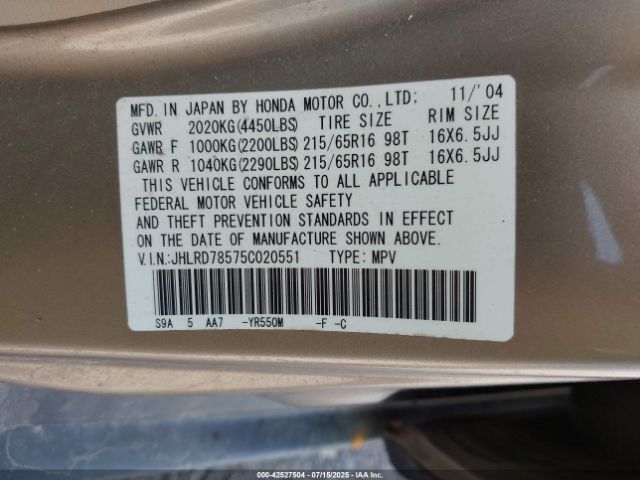 MFD. IN JAPAN BY HONDA MOTOR CO.,LTD; 11/'04
GVWR 2020KG(4450LBS) TIRE SIZE RIM SIZE
GAWR F 1000KG(2200LBS) 215/65R16 98T 16X6.5JJ
GAWR R 1040KG(2290LBS) 215/65R16 98T 16X6.5JJ
THIS VEHICLE CONFORMS TO ALL APPLICABLE
FEDERAL MOTOR VEHICLE SAFETY
AND THEFT PREVENTION STANDARDS IN EFFECT
ON THE DATE OF MANUFACTURE SHOWN ABOVE.
V.I.N:JHLRD78575C020551 TYPE: MPV
S9A 5 AA7 -YR550M -F -C
000-42527504 | 07/15/2025 | IAAI.COM